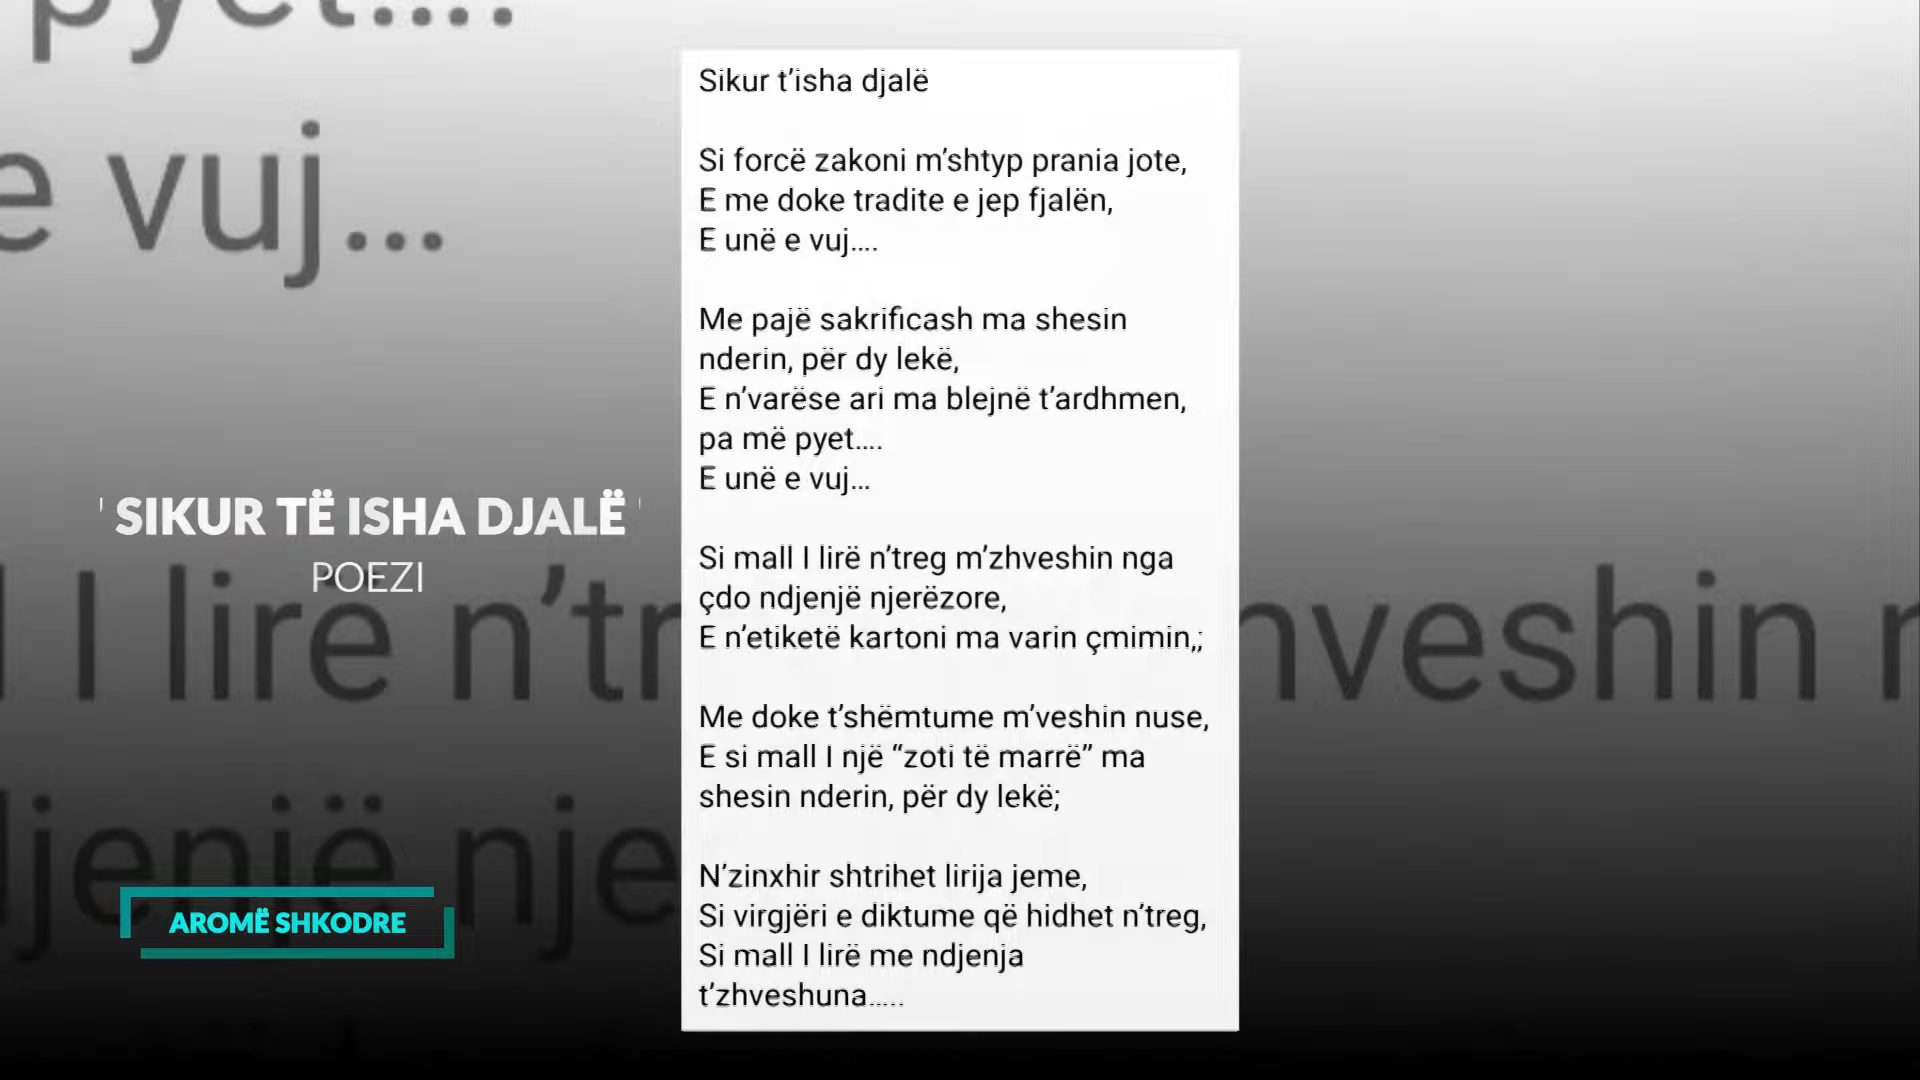 ' SIKUR TË ISHA DJALË '
POEZI
AROMË SHKODRE
Sikur t’isha djalë
Si forcë zakoni m’shtyp prania jote,
E me doke tradite e jep fjalën,
E unë e vuj....
Me pajë sakrificash ma shesin
nderin, për dy lekë,
E n’varëse ari ma blejnë t’ardhmen,
pa më pyet....
E unë e vuj...
Si mall I lirë n’treg m’zhveshin nga
çdo ndjenjë njerëzore,
E n’etiketë kartoni ma varin çmimin,;
Me doke t’shëmtume m’veshin nuse,
E si mall I një “zoti të marrë” ma
shesin nderin, për dy lekë;
N’zinxhir shtrihet lirija jeme,
Si virgjëri e diktume që hidhet n’treg,
Si mall I lirë me ndjenja
t’zhveshuna.....